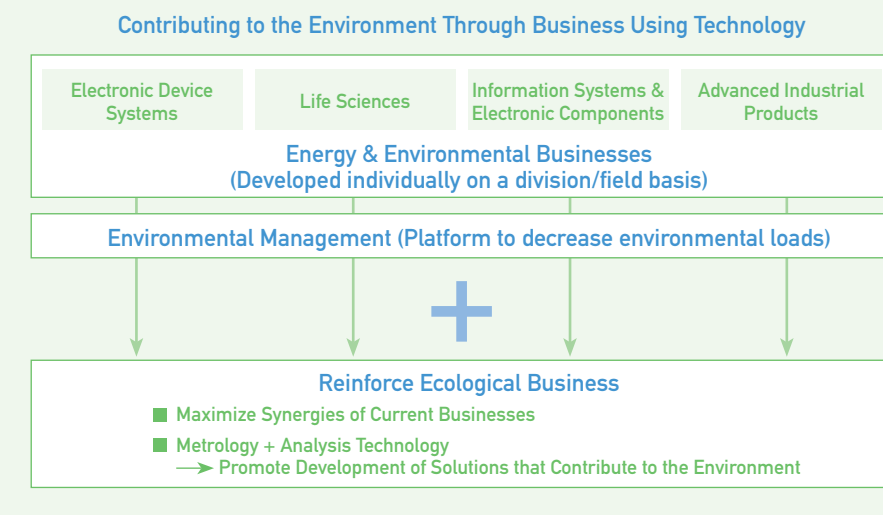 Contributing to the Environment Through Business Using Technology
Electronic Device
Systems
Life Sciences
Information Systems &
Electronic Components
Advanced Industrial
Products
Energy & Environmental Businesses
(Developed individually on a division/field basis)
Environmental Management (Platform to decrease environmental loads)
Reinforce Ecological Business
Maximize Synergies of Current Businesses
Metrology + Analysis Technology
Promote Development of Solutions that Contribute to the Environment